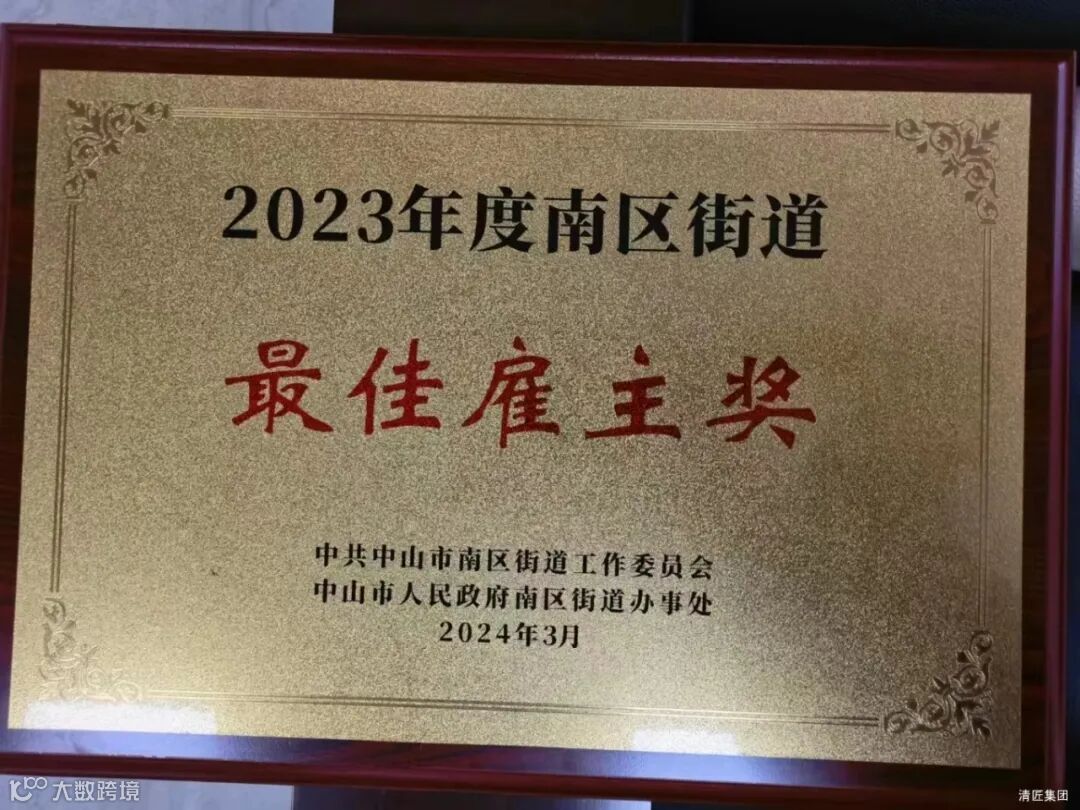 2023年度南区街道
最佳雇主奖
中共中山市南区街道工作委员会
中山市人民政府南区街道办事处
2024年3月
大数跨境
清匠集团